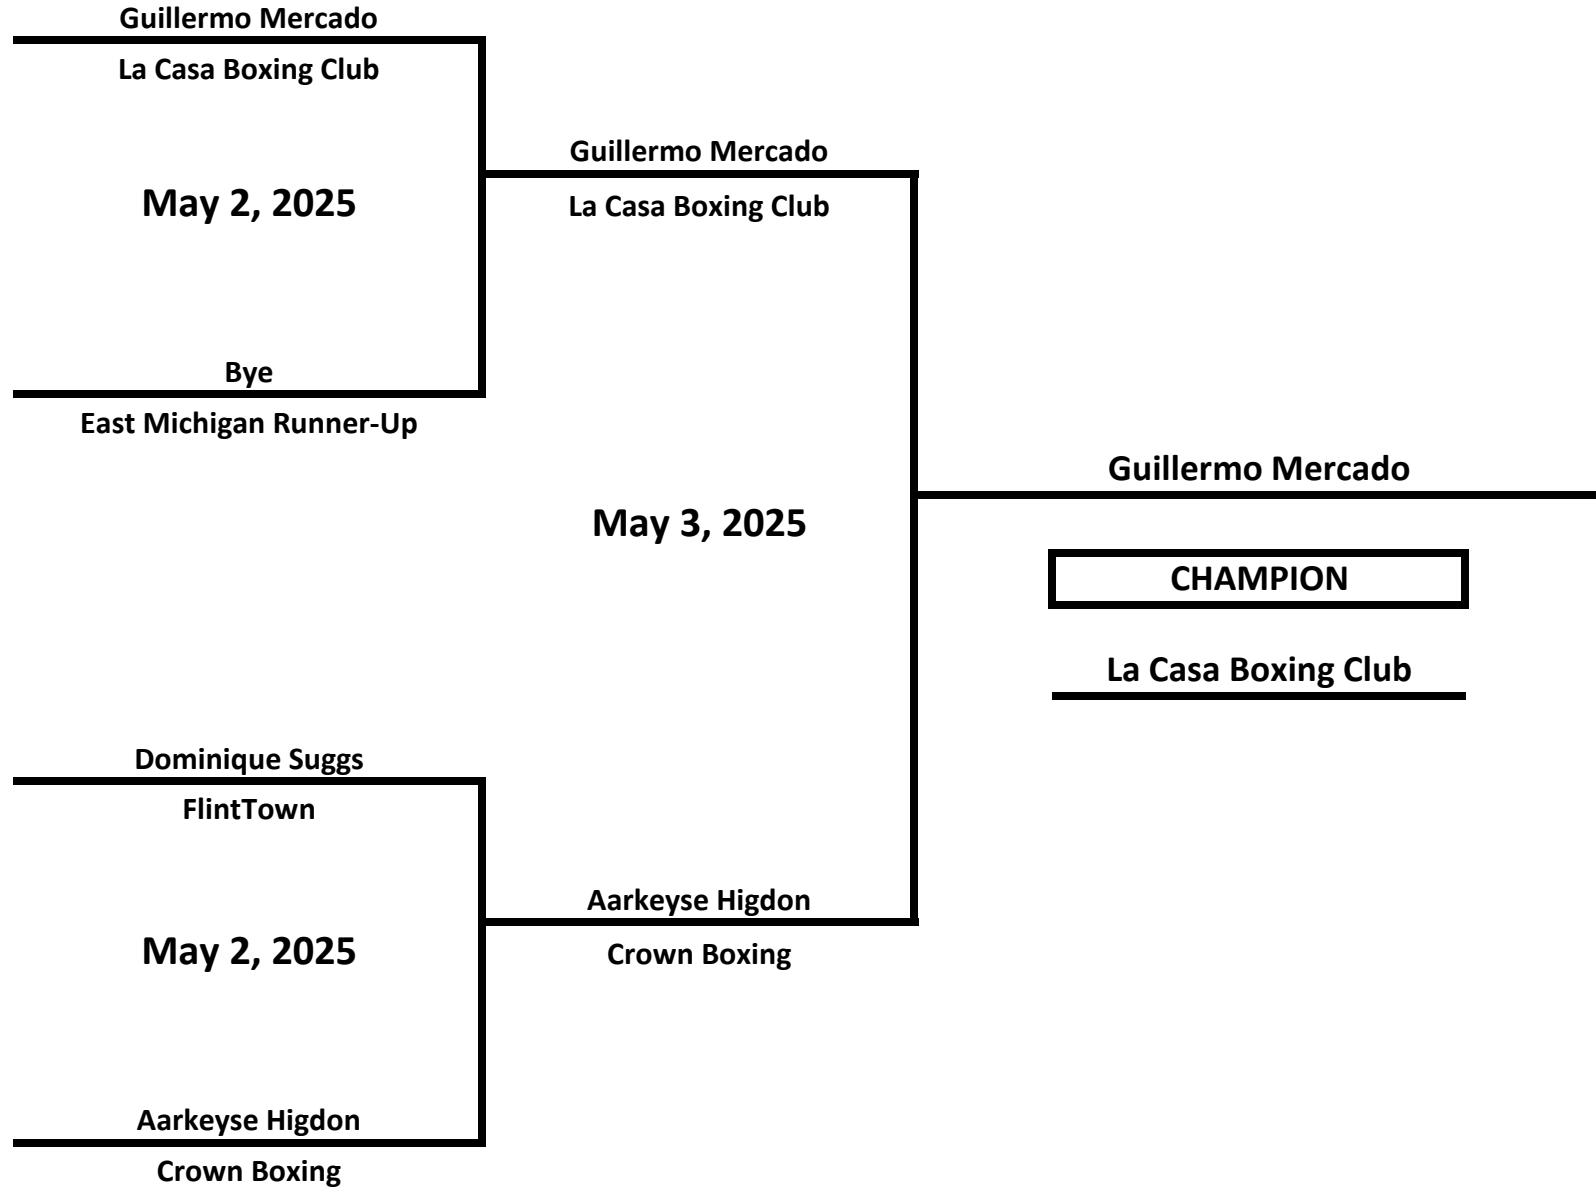 Guillermo Mercado
La Casa Boxing Club
May 2, 2025
Bye
East Michigan Runner-Up
Guillermo Mercado
La Casa Boxing Club
May 3, 2025
Guillermo Mercado
CHAMPION
La Casa Boxing Club
Dominique Suggs
FlintTown
May 2, 2025
Aarkeyse Higdon
Crown Boxing
Aarkeyse Higdon
Crown Boxing